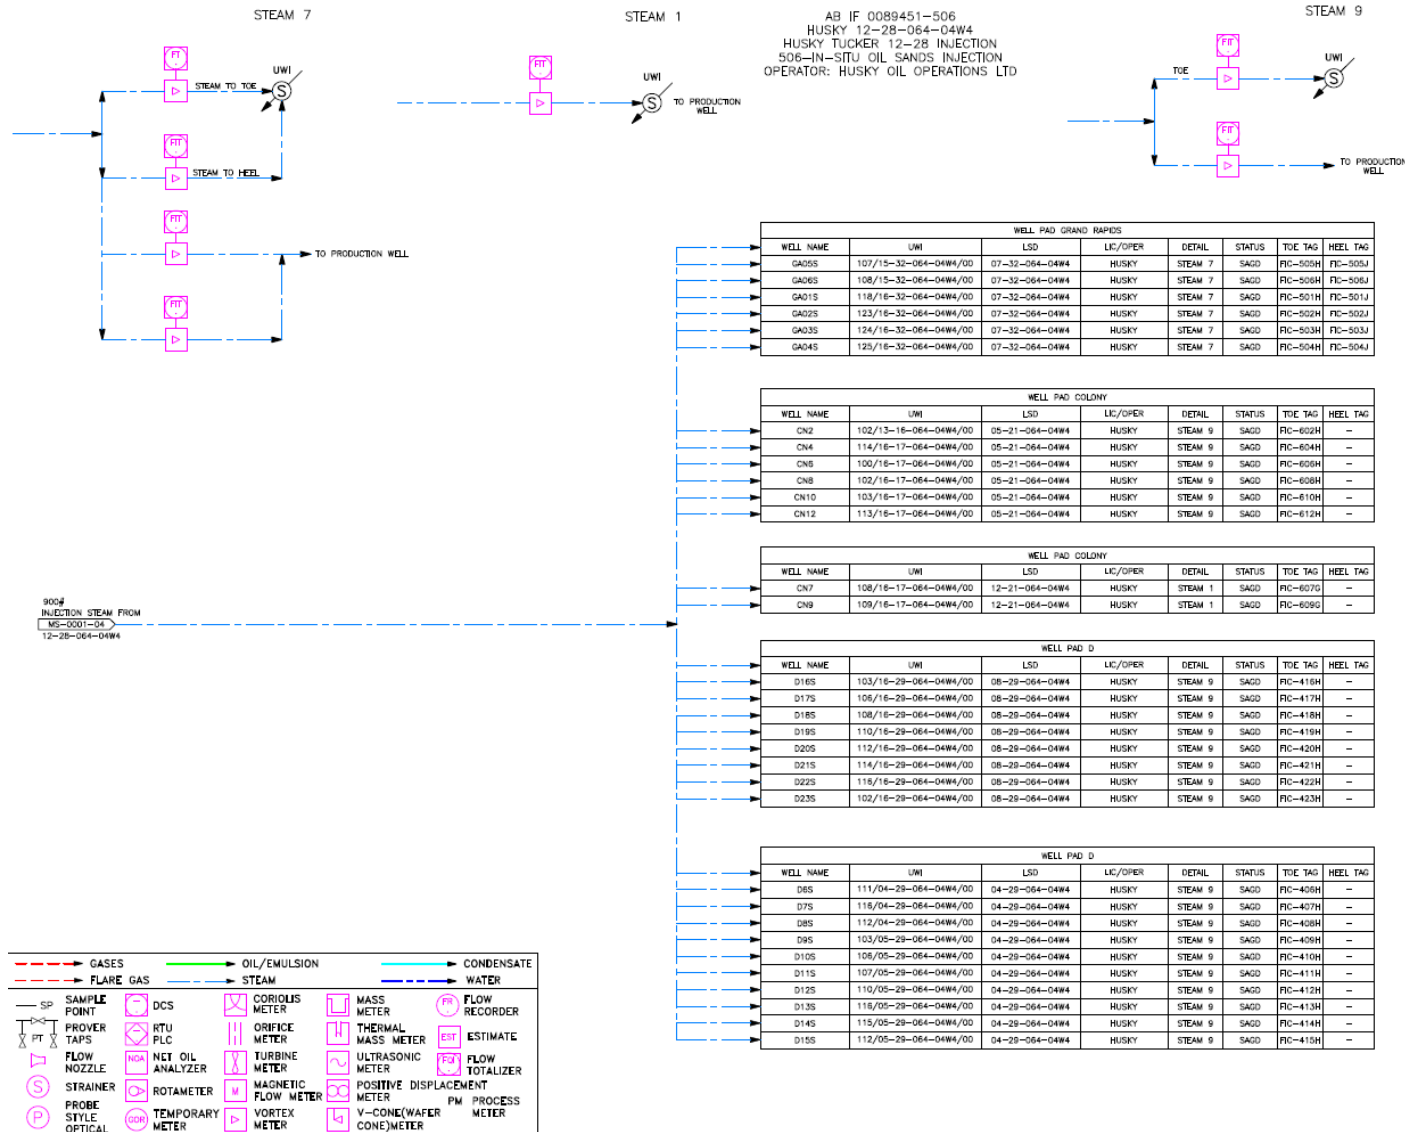 STEAM 7
STEAM 1
AB IF 0089451-506
HUSKY 12-28-064-04W4
HUSKY TUCKER 12-28 INJECTION
506-IN-SITU OIL SANDS INJECTION
OPERATOR: HUSKY OIL OPERATIONS LTD
STEAM 9
FIT
STEAM TO TOE
UWI
S
FIT
STEAM TO HEEL
FIT
TO PRODUCTION WELL
FIT
FIT
UWI
S
TO PRODUCTION
WELL
FIT
TOE
UWI
S
FIT
TO PRODUCTION
WELL
WELL PAD GRAND RAPIDS
WELL NAME UWI LSD LIC/OPER DETAIL STATUS TOE TAG HEEL TAG
GA05S 107/15-32-064-04W4/00 07-32-064-04W4 HUSKY STEAM 7 SAGD FIC-505H FIC-505J
GA06S 108/15-32-064-04W4/00 07-32-064-04W4 HUSKY STEAM 7 SAGD FIC-506H FIC-506J
GA01S 118/16-32-064-04W4/00 07-32-064-04W4 HUSKY STEAM 7 SAGD FIC-501H FIC-501J
GA02S 123/16-32-064-04W4/00 07-32-064-04W4 HUSKY STEAM 7 SAGD FIC-502H FIC-502J
GA03S 124/16-32-064-04W4/00 07-32-064-04W4 HUSKY STEAM 7 SAGD FIC-503H FIC-503J
GA04S 125/16-32-064-04W4/00 07-32-064-04W4 HUSKY STEAM 7 SAGD FIC-504H FIC-504J
WELL PAD COLONY
WELL NAME UWI LSD LIC/OPER DETAIL STATUS TOE TAG HEEL TAG
CN2 102/13-16-064-04W4/00 05-21-064-04W4 HUSKY STEAM 9 SAGD FIC-602H -
CN4 114/16-17-064-04W4/00 05-21-064-04W4 HUSKY STEAM 9 SAGD FIC-604H -
CN6 100/16-17-064-04W4/00 05-21-064-04W4 HUSKY STEAM 9 SAGD FIC-606H -
CN8 102/16-17-064-04W4/00 05-21-064-04W4 HUSKY STEAM 9 SAGD FIC-608H -
CN10 103/16-17-064-04W4/00 05-21-064-04W4 HUSKY STEAM 9 SAGD FIC-610H -
CN12 113/16-17-064-04W4/00 05-21-064-04W4 HUSKY STEAM 9 SAGD FIC-612H -
WELL PAD COLONY
WELL NAME UWI LSD LIC/OPER DETAIL STATUS TOE TAG HEEL TAG
CN7 108/16-17-064-04W4/00 12-21-064-04W4 HUSKY STEAM 1 SAGD FIC-607G -
CN9 109/16-17-064-04W4/00 12-21-064-04W4 HUSKY STEAM 1 SAGD FIC-609G -
900#
INJECTION STEAM FROM
MS-0001-04
12-28-064-04W4
WELL PAD D
WELL NAME UWI LSD LIC/OPER DETAIL STATUS TOE TAG HEEL TAG
D16S 103/16-29-064-04W4/00 08-29-064-04W4 HUSKY STEAM 9 SAGD FIC-416H -
D17S 106/16-29-064-04W4/00 08-29-064-04W4 HUSKY STEAM 9 SAGD FIC-417H -
D18S 108/16-29-064-04W4/00 08-29-064-04W4 HUSKY STEAM 9 SAGD FIC-418H -
D19S 110/16-29-064-04W4/00 08-29-064-04W4 HUSKY STEAM 9 SAGD FIC-419H -
D20S 112/16-29-064-04W4/00 08-29-064-04W4 HUSKY STEAM 9 SAGD FIC-420H -
D21S 114/16-29-064-04W4/00 08-29-064-04W4 HUSKY STEAM 9 SAGD FIC-421H -
D22S 116/16-29-064-04W4/00 08-29-064-04W4 HUSKY STEAM 9 SAGD FIC-422H -
D23S 102/16-29-064-04W4/00 08-29-064-04W4 HUSKY STEAM 9 SAGD FIC-423H -
WELL PAD D
WELL NAME UWI LSD LIC/OPER DETAIL STATUS TOE TAG HEEL TAG
D6S 111/04-29-064-04W4/00 04-29-064-04W4 HUSKY STEAM 9 SAGD FIC-406H -
D7S 116/04-29-064-04W4/00 04-29-064-04W4 HUSKY STEAM 9 SAGD FIC-407H -
D8S 112/04-29-064-04W4/00 04-29-064-04W4 HUSKY STEAM 9 SAGD FIC-408H -
D9S 103/05-29-064-04W4/00 04-29-064-04W4 HUSKY STEAM 9 SAGD FIC-409H -
D10S 106/05-29-064-04W4/00 04-29-064-04W4 HUSKY STEAM 9 SAGD FIC-410H -
D11S 107/05-29-064-04W4/00 04-29-064-04W4 HUSKY STEAM 9 SAGD FIC-411H -
D12S 110/05-29-064-04W4/00 04-29-064-04W4 HUSKY STEAM 9 SAGD FIC-412H -
D13S 116/05-29-064-04W4/00 04-29-064-04W4 HUSKY STEAM 9 SAGD FIC-413H -
D14S 115/05-29-064-04W4/00 04-29-064-04W4 HUSKY STEAM 9 SAGD FIC-414H -
D15S 112/05-29-064-04W4/00 04-29-064-04W4 HUSKY STEAM 9 SAGD FIC-415H -
GASES OIL/EMULSION CONDENSATE
FLARE GAS STEAM WATER
SP SAMPLE POINT
DCS
CORIOLIS METER
MASS METER
FR FLOW RECORDER
PT PROVER TAPS
RTU PLC
ORIFICE METER
THERMAL MASS METER
EST ESTIMATE
FLOW NOZZLE
NOA NET OIL ANALYZER
TURBINE METER
ULTRASONIC METER
FQI FLOW TOTALIZER
S STRAINER
ROTAMETER
M MAGNETIC FLOW METER
POSITIVE DISPLACEMENT METER
PM PROCESS METER
P PROBE STYLE OPTICAL
GOR TEMPORARY METER
VORTEX METER
V-CONE(WAFER CONE)METER